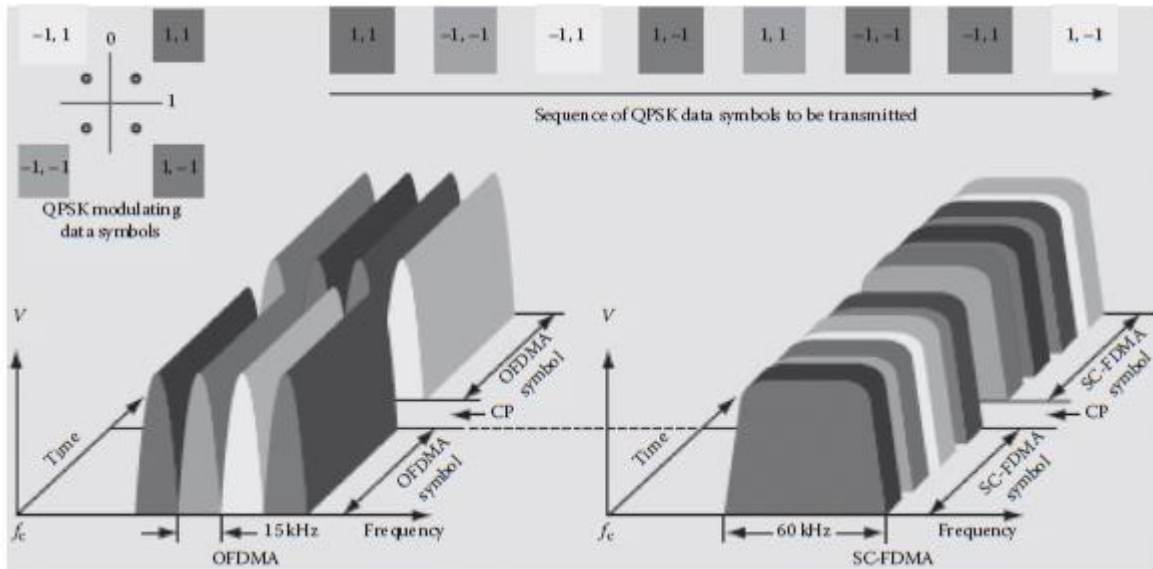 –1, 1
1, 1
0
1
–1, –1
1, –1
QPSK modulating
data symbols
1, 1
–1, –1
–1, 1
1, –1
1, 1
–1, –1
–1, 1
1, –1
Sequence of QPSK data symbols to be transmitted
V
Time
fc
OFDMA
symbol
CP
OFDMA
symbol
15 kHz
Frequency
OFDMA
V
Time
fc
SC-FDMA
symbol
CP
SC-FDMA
symbol
60 kHz
Frequency
SC-FDMA